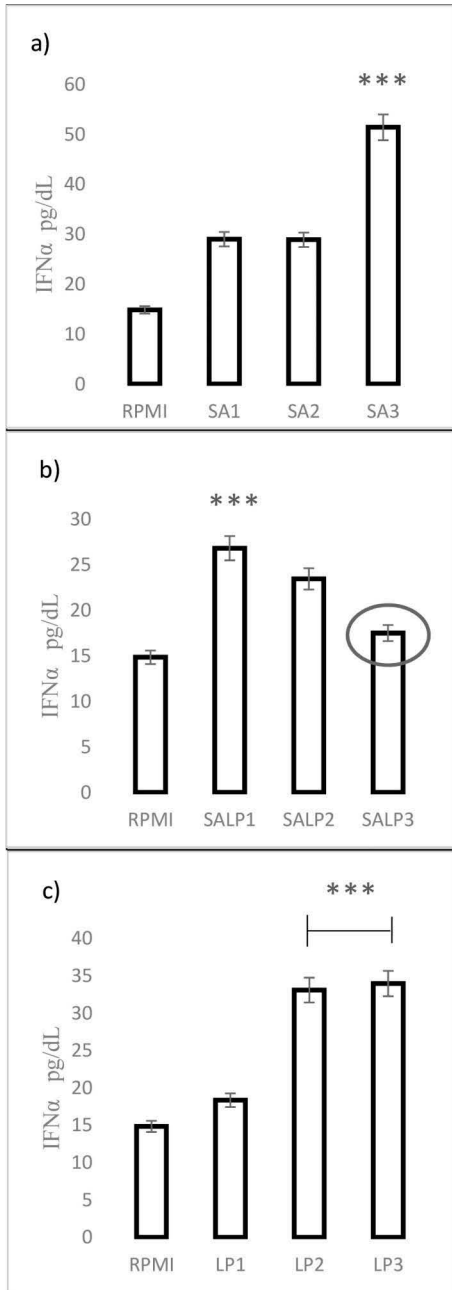 a)
***
60
50
40
30
20
10
0
IFNα pg/dL
RPMI SA1 SA2 SA3
b)
***
30
25
20
15
10
5
0
IFNα pg/dL
RPMI SALP1 SALP2 SALP3
c)
***
40
35
30
25
20
15
10
5
0
IFNα pg/dL
RPMI LP1 LP2 LP3